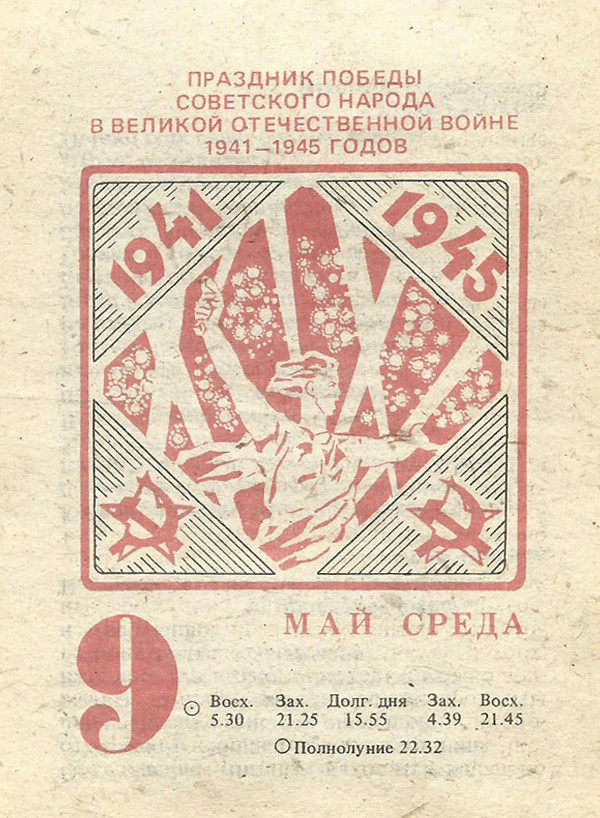 ПРАЗДНИК ПОБЕДЫ
СОВЕТСКОГО НАРОДА
В ВЕЛИКОЙ ОТЕЧЕСТВЕННОЙ ВОЙНЕ
1941—1945 ГОДОВ
1941 1945
9 МАЙ СРЕДА
Восх. Зах. Долг. дня Зах. Восх.
5.30 21.25 15.55 4.39 21.45
Полнолуние 22.32